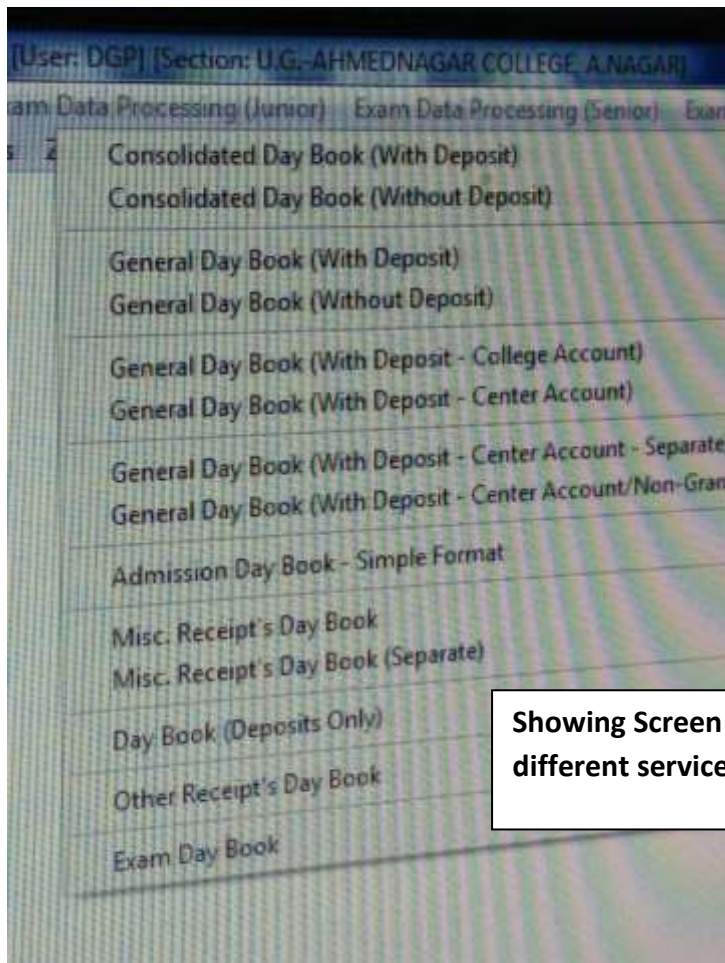 [User: DGP] [Section: U.G.-AHMEDNAGAR COLLEGE, A.NAGAR]
am Data Processing (Junior) Exam Data Processing (Senior) Exam
Consolidated Day Book (With Deposit)
Consolidated Day Book (Without Deposit)
General Day Book (With Deposit)
General Day Book (Without Deposit)
General Day Book (With Deposit - College Account)
General Day Book (With Deposit - Center Account)
General Day Book (With Deposit - Center Account - Separate
General Day Book (With Deposit - Center Account/Non-Gran
Admission Day Book - Simple Format
Misc. Receipt's Day Book
Misc. Receipt's Day Book (Separate)
Day Book (Deposits Only)
Other Receipt's Day Book
Exam Day Book
Showing Screen
different service